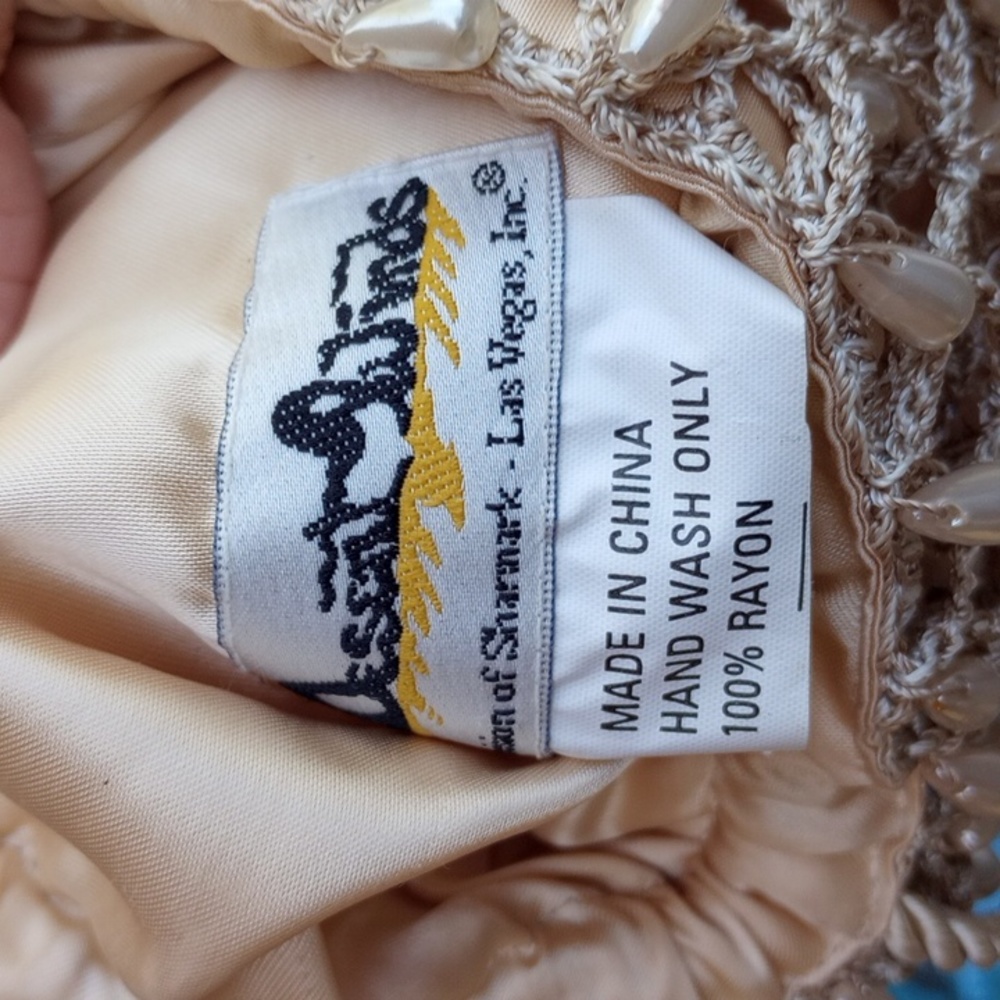 ®
of Sharmark - Las Vegas, Inc.
MADE IN CHINA
HAND WASH ONLY
100% RAYON